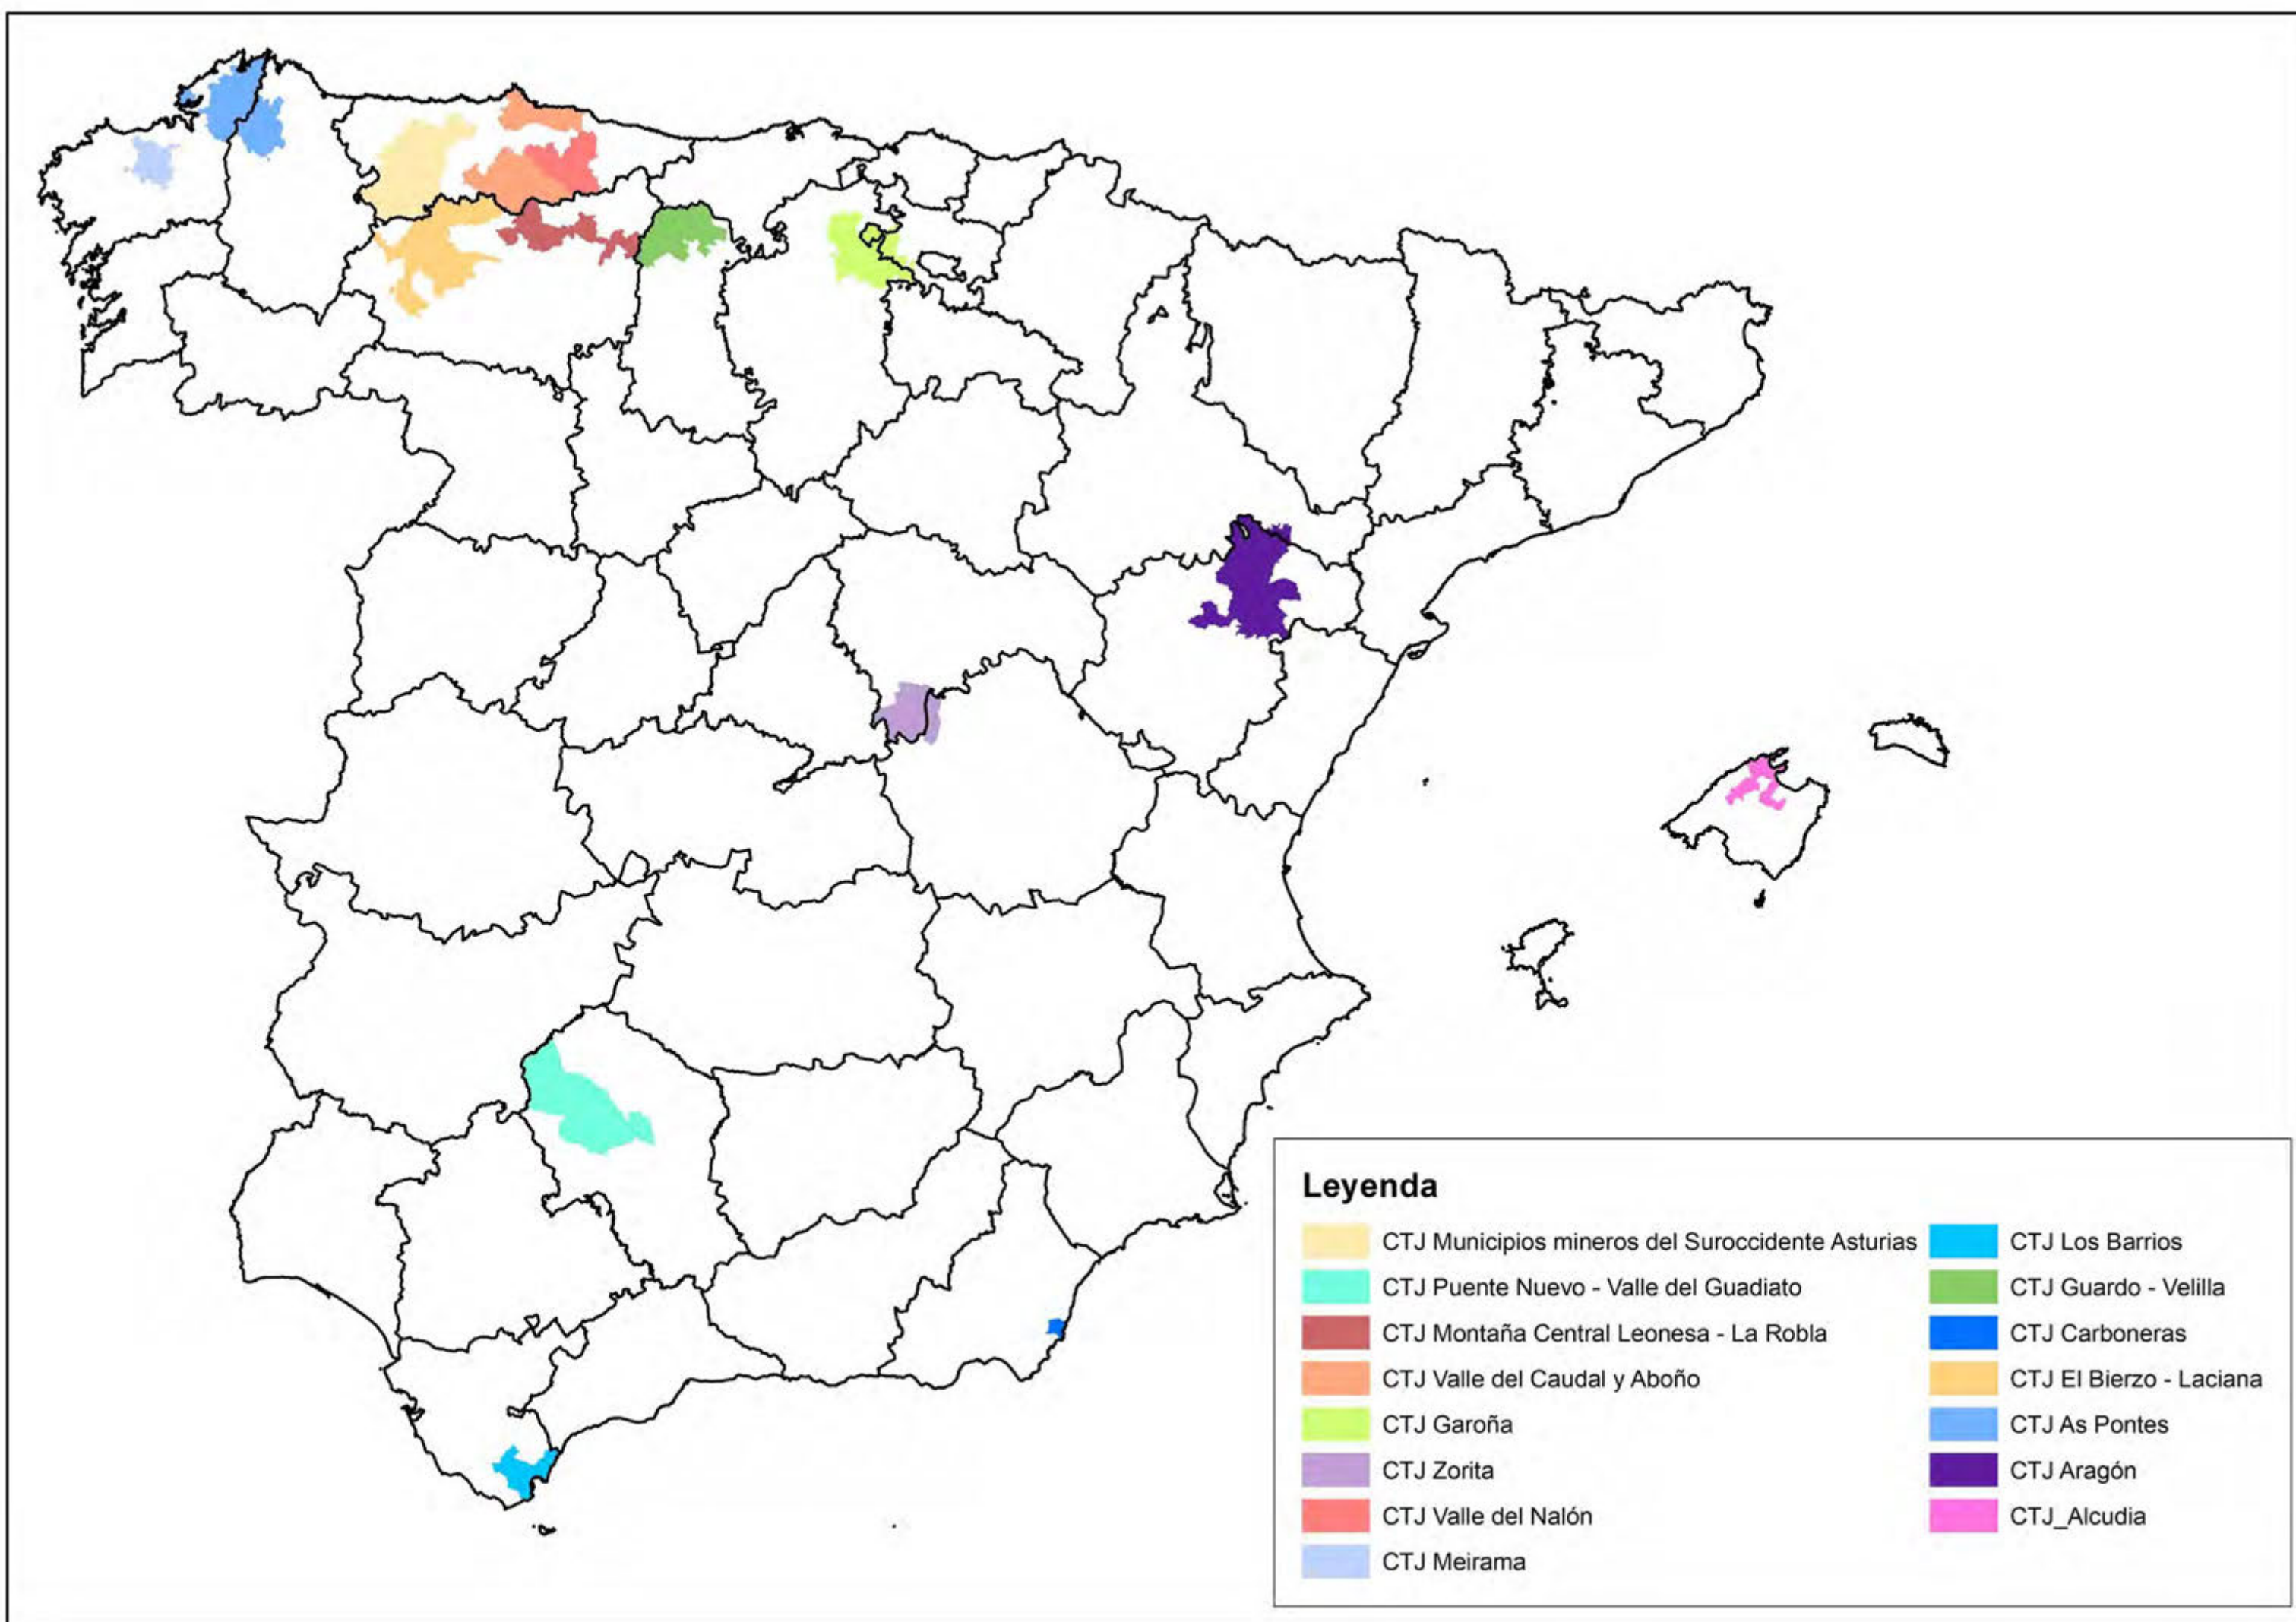 Leyenda
CTJ Municipios mineros del Suroccidente Asturias
CTJ Puente Nuevo - Valle del Guadiato
CTJ Montaña Central Leonesa - La Robla
CTJ Valle del Caudal y Aboño
CTJ Garoña
CTJ Zorita
CTJ Valle del Nalón
CTJ Meirama
CTJ Los Barrios
CTJ Guardo - Velilla
CTJ Carboneras
CTJ El Bierzo - Laciana
CTJ As Pontes
CTJ Aragón
CTJ_Alcudia